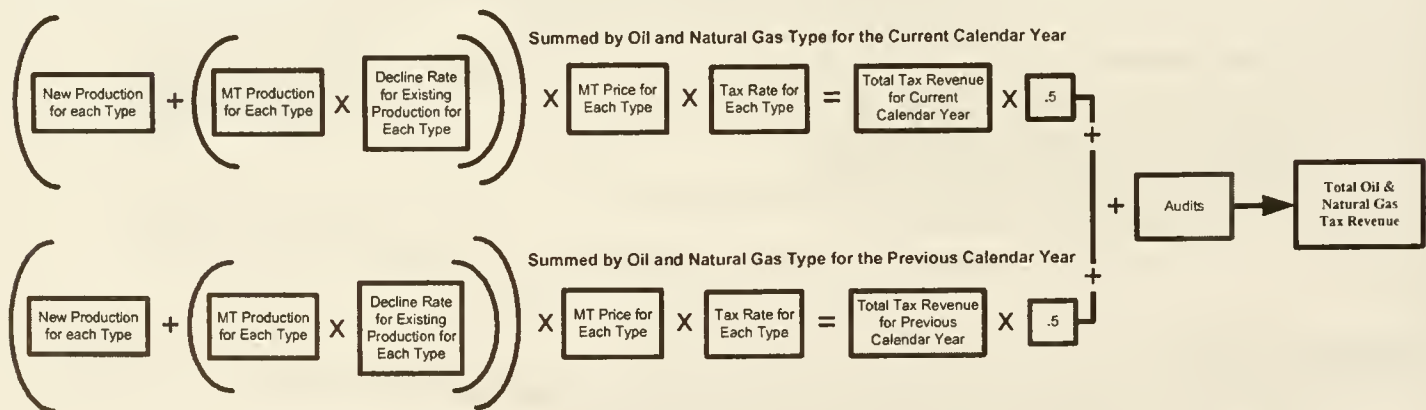 Summed by Oil and Natural Gas Type for the Current Calendar Year
New Production
for each Type
+
MT Production
for Each Type
X
Decline Rate
for Existing
Production for
Each Type
X
MT Price for
Each Type
X
Tax Rate for
Each Type
=
Total Tax Revenue
for Current
Calendar Year
X
.5
+
+
Audits
Total Oil &
Natural Gas
Tax Revenue
Summed by Oil and Natural Gas Type for the Previous Calendar Year
+
New Production
for each Type
+
MT Production
for Each Type
X
Decline Rate
for Existing
Production for
Each Type
X
MT Price for
Each Type
X
Tax Rate for
Each Type
=
Total Tax Revenue
for Previous
Calendar Year
X
.5